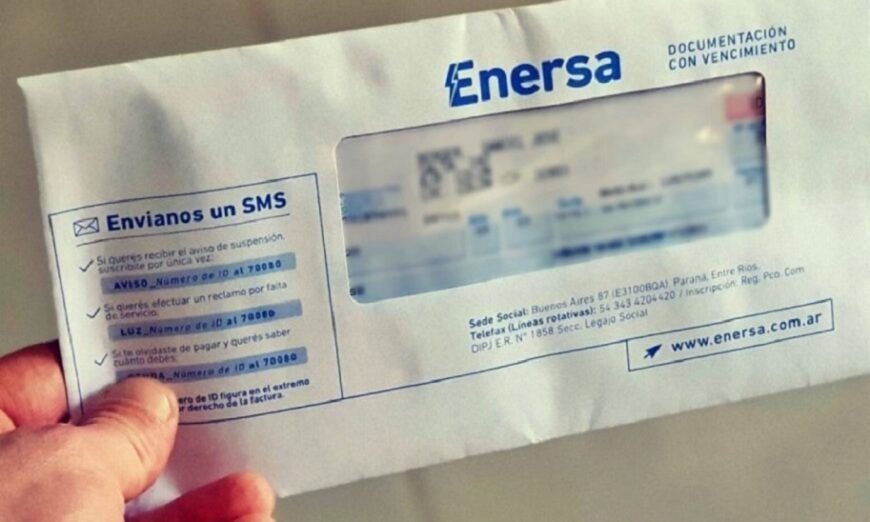 Enersa
DOCUMENTACIÓN
CON VENCIMIENTO
Envianos un SMS
Si querés recibir el aviso de suspensión,
suscribite por única vez:
AVISO_Número de ID al 70080
Si querés efectuar un reclamo por falta
de servicio.
LUZ_Número de ID al 70080
Si te olvidaste de pagar y querés saber
cuánto debes:
_Número de ID al 70080
de ID figura en el extremo
derecho de la factura.
Sede Social: Buenos Aires 87 (E3100BQA). Paraná, Entre Ríos.
Telefax (Líneas rotativas): 54 343 4204420 / Inscripción: Reg. Pco. Com
DIPJ E.R. N° 1858 Secc. Legajo Social
www.enersa.com.ar